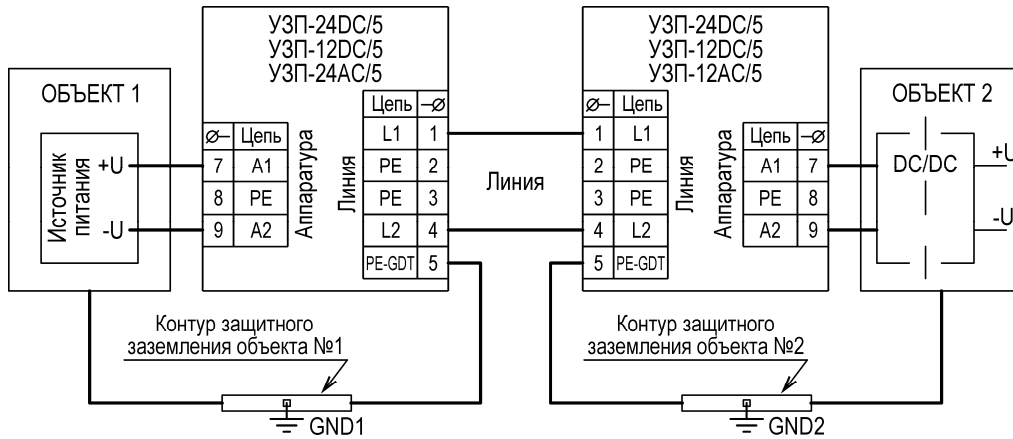 УЗП-24DC/5
УЗП-12DC/5
УЗП-24AC/5
УЗП-24DC/5
УЗП-12DC/5
УЗП-12AC/5
ОБЪЕКТ 1
Источник питания
+U
-U
Цепь
7 A1
8 PE
9 A2
Аппаратура
Линия
Цепь
L1 1
PE 2
PE 3
L2 4
PE-GDT 5
Линия
Цепь
1 L1
2 PE
3 PE
4 L2
5 PE-GDT
Линия
Аппаратура
Цепь
A1 7
PE 8
A2 9
ОБЪЕКТ 2
DC/DC
+U
-U
Контур защитного
заземления объекта №1
GND1
Контур защитного
заземления объекта №2
GND2